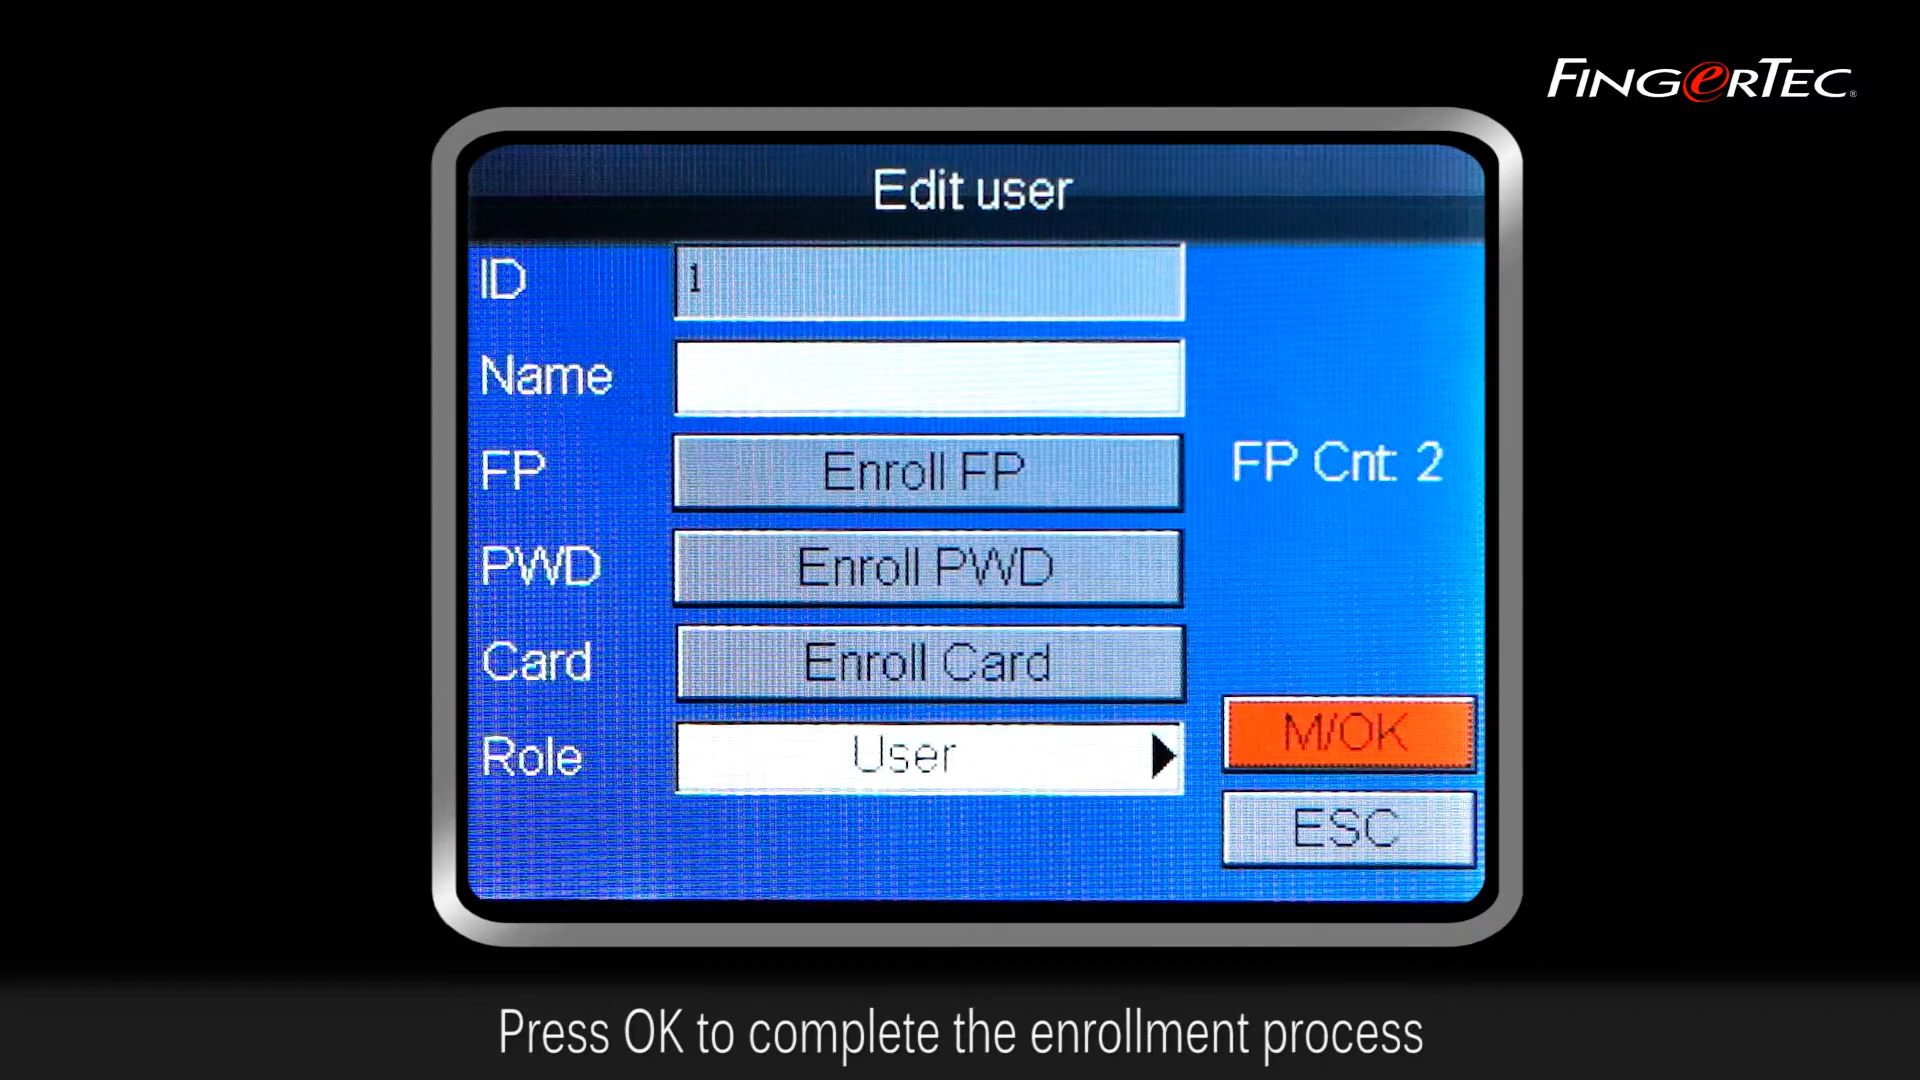 FINGERTEC®
Edit user
ID 1
Name
FP Enroll FP FP Cnt: 2
PWD Enroll PWD
Card Enroll Card
Role User M/OK
ESC
Press OK to complete the enrollment process